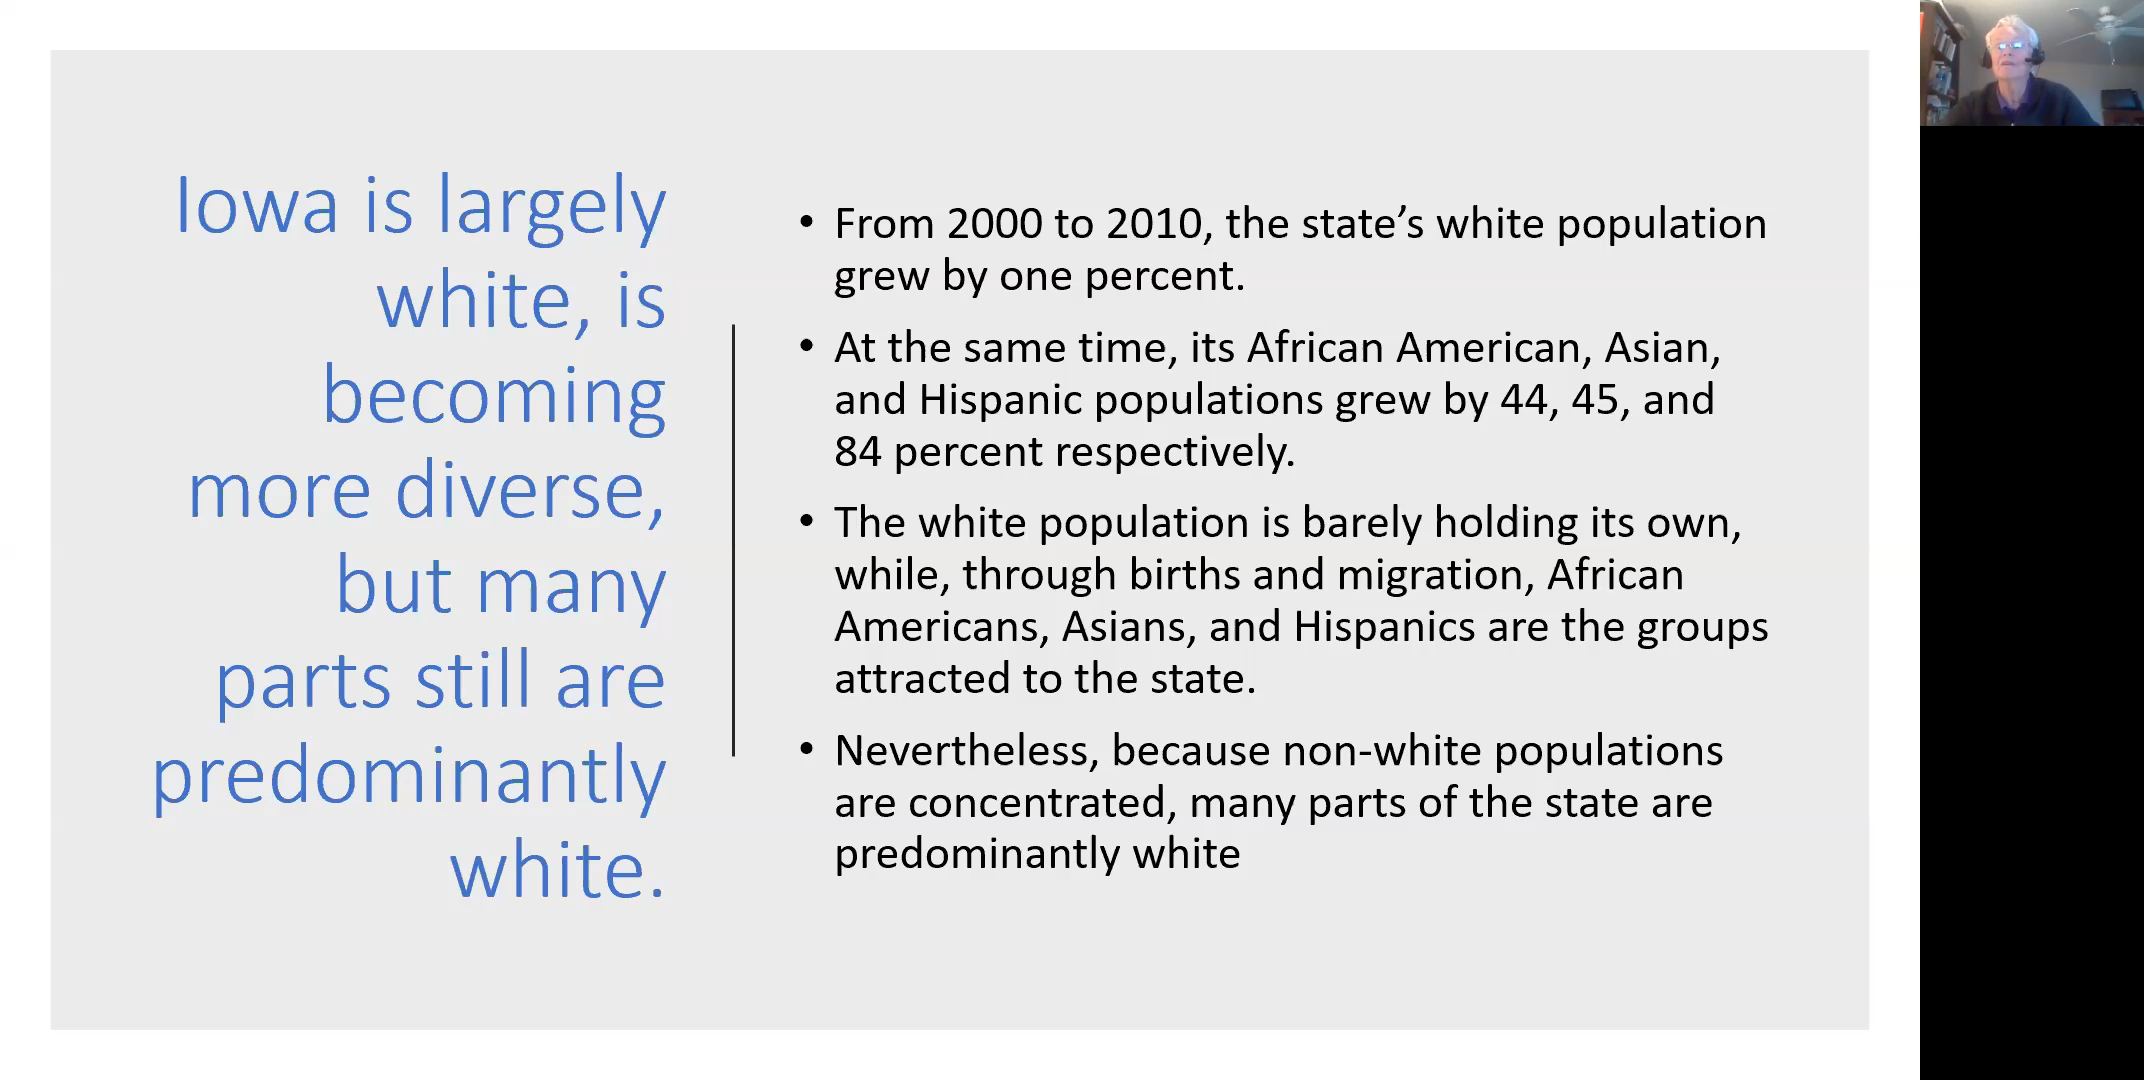 Iowa is largely
white, is
becoming
more diverse,
but many
parts still are
predominantly
white.
• From 2000 to 2010, the state’s white population
grew by one percent.
• At the same time, its African American, Asian,
and Hispanic populations grew by 44, 45, and
84 percent respectively.
• The white population is barely holding its own,
while, through births and migration, African
Americans, Asians, and Hispanics are the groups
attracted to the state.
• Nevertheless, because non-white populations
are concentrated, many parts of the state are
predominantly white